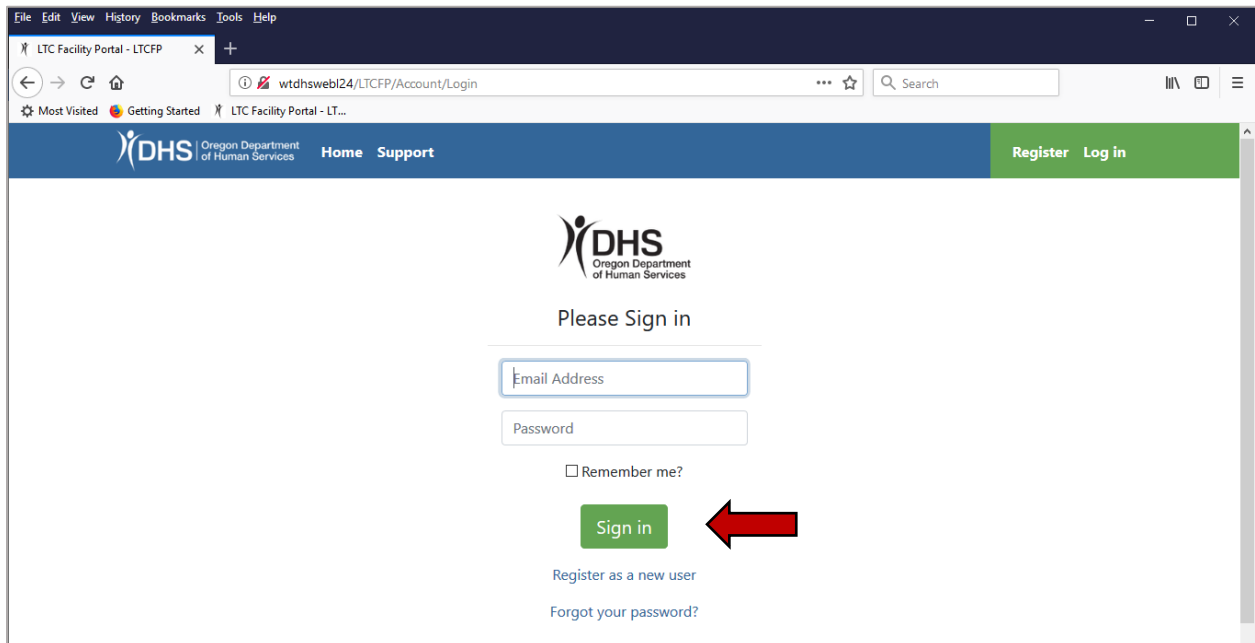 File Edit View History Bookmarks Tools Help
LTC Facility Portal - LTCFP
wtdhswebl24/LTCFP/Account/Login
Search
Most Visited Getting Started LTC Facility Portal - LT...
DHS Oregon Department of Human Services Home Support Register Log in
DHS
Oregon Department
of Human Services
Please Sign in
Email Address
Password
Remember me?
Sign in
Register as a new user
Forgot your password?